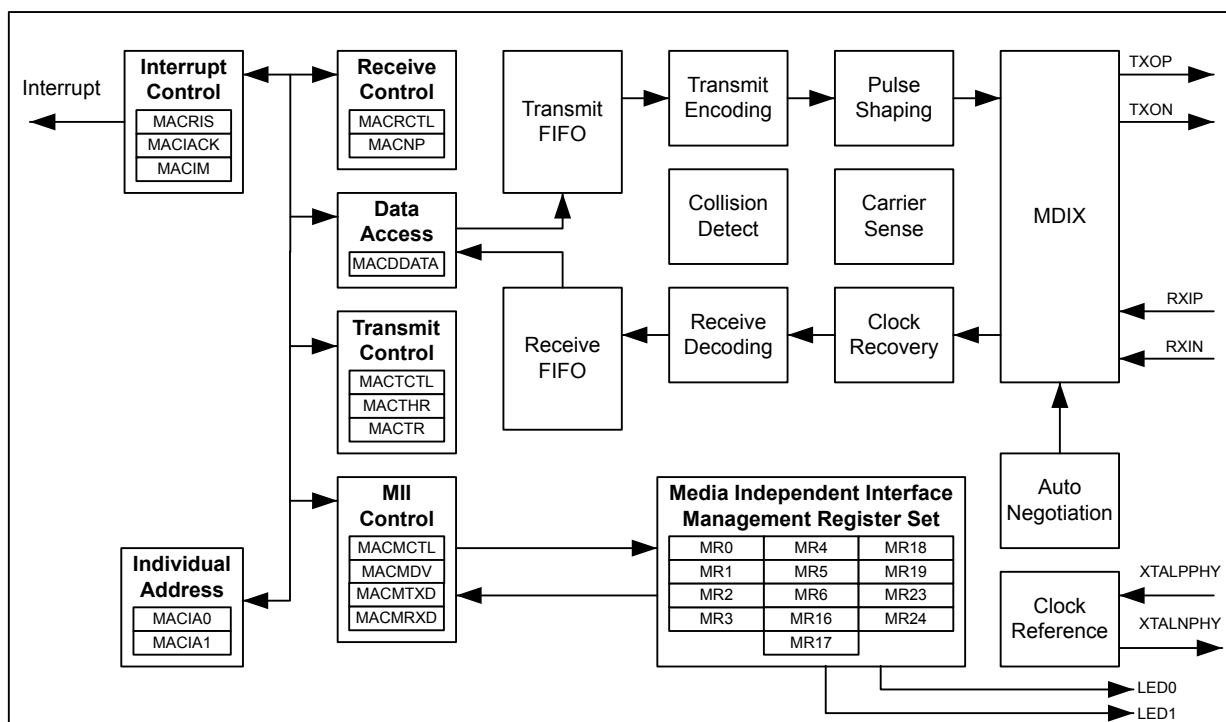 Interrupt
Interrupt
Control
MACRIS
MACIACK
MACIM
Receive
Control
MACRCTL
MACNP
Data
Access
MACDDATA
Transmit
Control
MACTCTL
MACTHR
MACTR
MII
Control
MACMCTL
MACMDV
MACMTXD
MACMRXD
Individual
Address
MACIA0
MACIA1
Transmit
FIFO
Receive
FIFO
Transmit
Encoding
Pulse
Shaping
Collision
Detect
Carrier
Sense
Receive
Decoding
Clock
Recovery
MDIX
TXOP
TXON
RXIP
RXIN
Auto
Negotiation
Media Independent Interface
Management Register Set
MR0 MR4 MR18
MR1 MR5 MR19
MR2 MR6 MR23
MR3 MR16 MR24
MR17
Clock
Reference
XTALPPHY
XTALNPHY
LED0
LED1